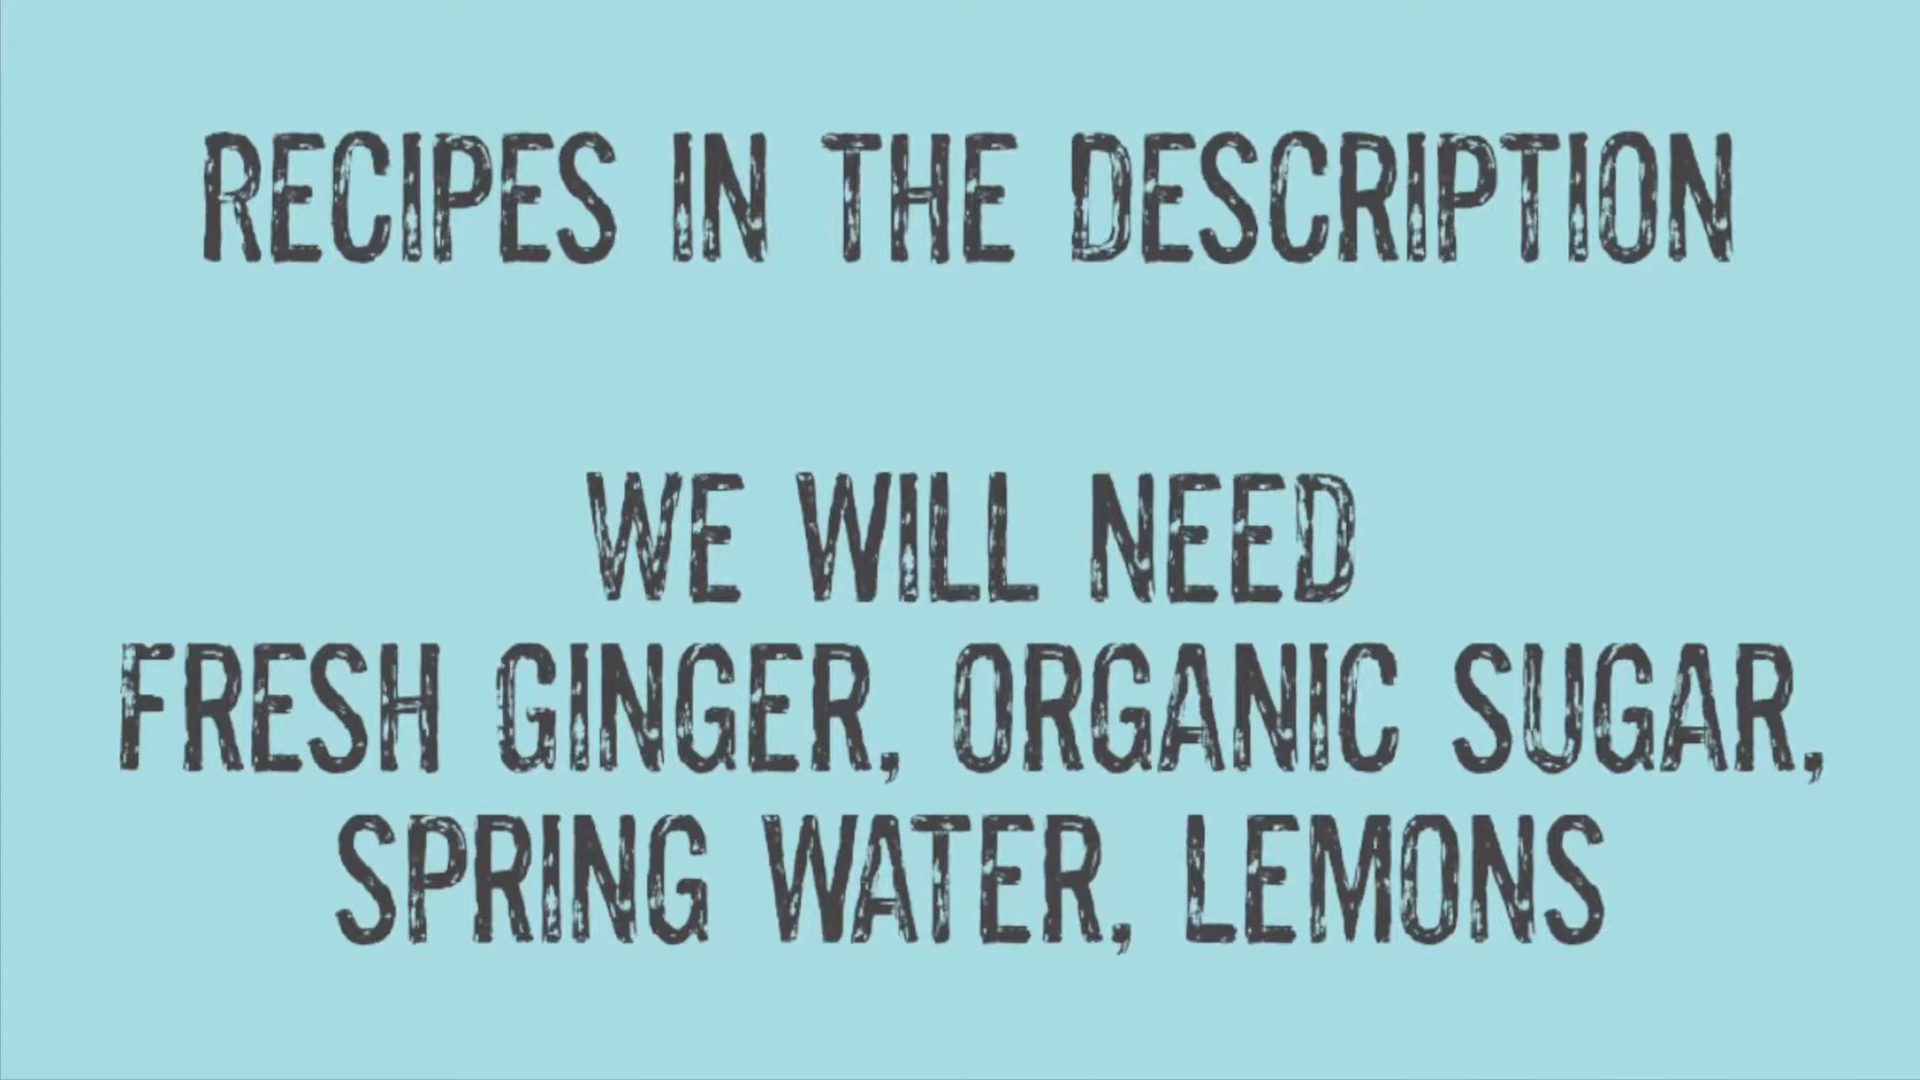 RECIPES IN THE DESCRIPTION
WE WILL NEED
FRESH GINGER, ORGANIC SUGAR,
SPRING WATER, LEMONS